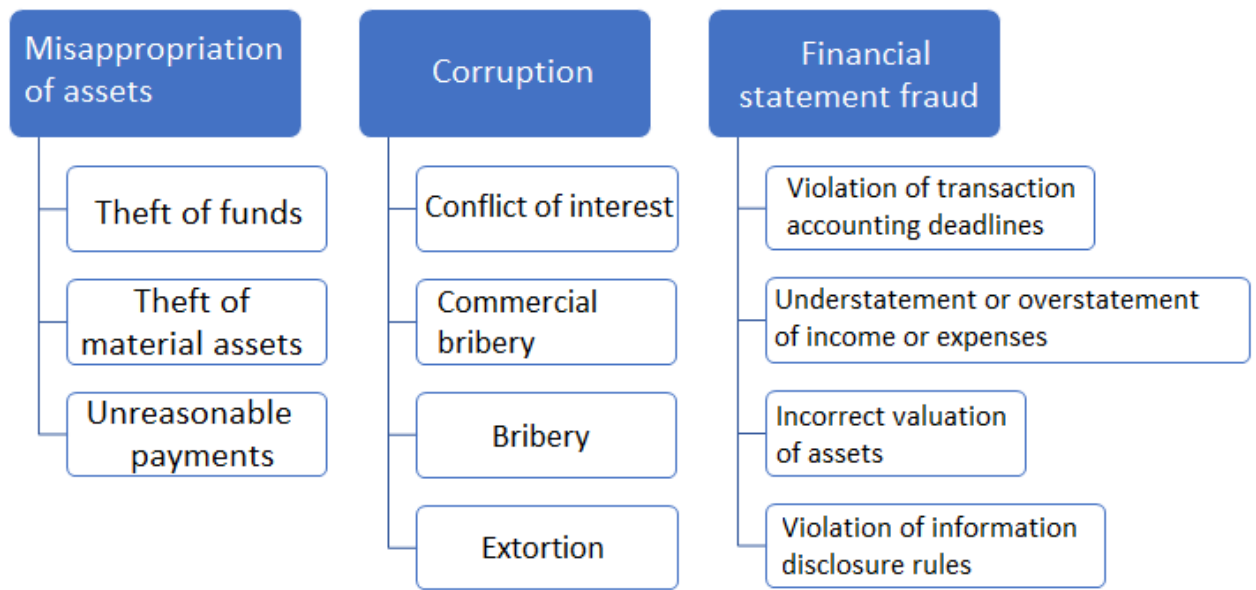 Misappropriation
of assets
Theft of funds
Theft of
material assets
Unreasonable
payments
Corruption
Conflict of interest
Commercial
bribery
Bribery
Extortion
Financial
statement fraud
Violation of transaction
accounting deadlines
Understatement or overstatement
of income or expenses
Incorrect valuation
of assets
Violation of information
disclosure rules